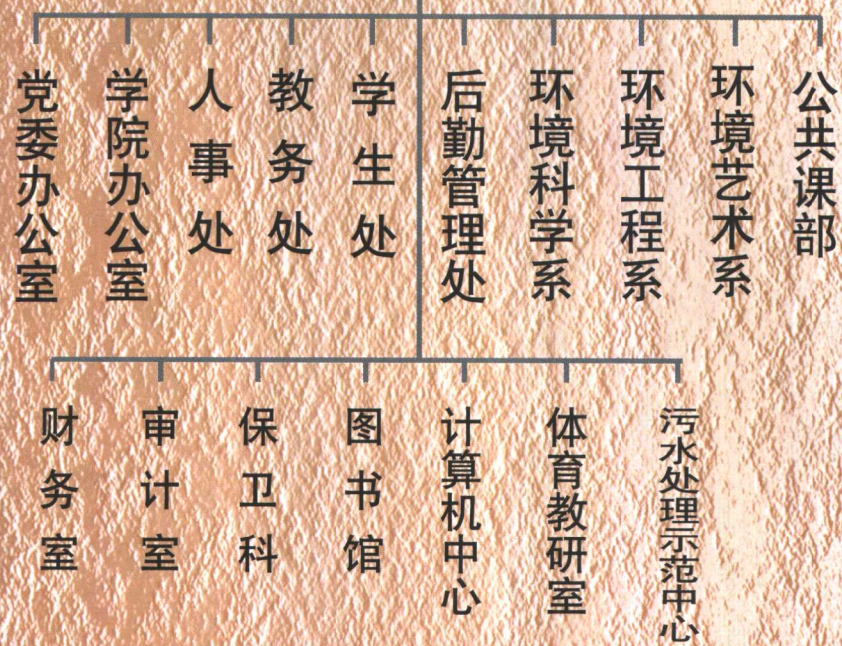 党委办公室
学院办公室
人事处
教务处
学生处
后勤管理处
环境科学系
环境工程系
环境艺术系
公共课部
财务室
审计室
保卫科
图书馆
计算机中心
体育教研室
污水处理示范中心